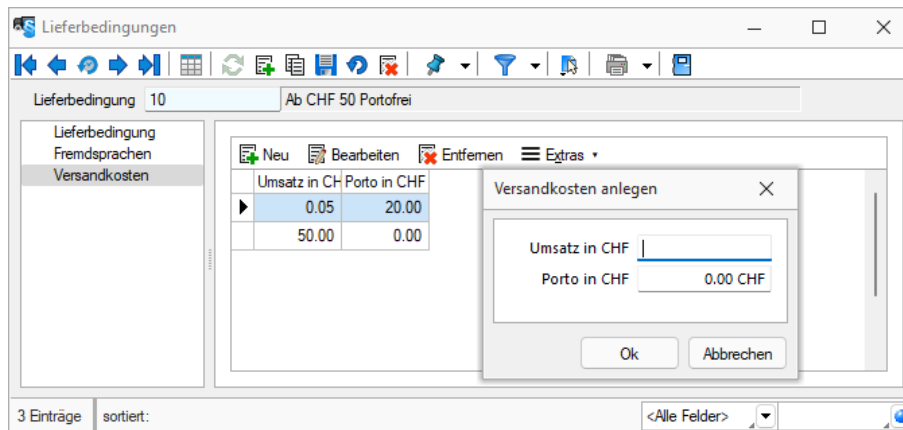 Lieferbedingungen
Lieferbedingung 10 Ab CHF 50 Portofrei
Lieferbedingung
Fremdsprachen
Versandkosten
Neu Bearbeiten Entfernen Extras
Umsatz in CH Porto in CHF
0.05 20.00
50.00 0.00
Versandkosten anlegen
Umsatz in CHF
Porto in CHF 0.00 CHF
Ok Abbrechen
3 Einträge sortiert: <Alle Felder>